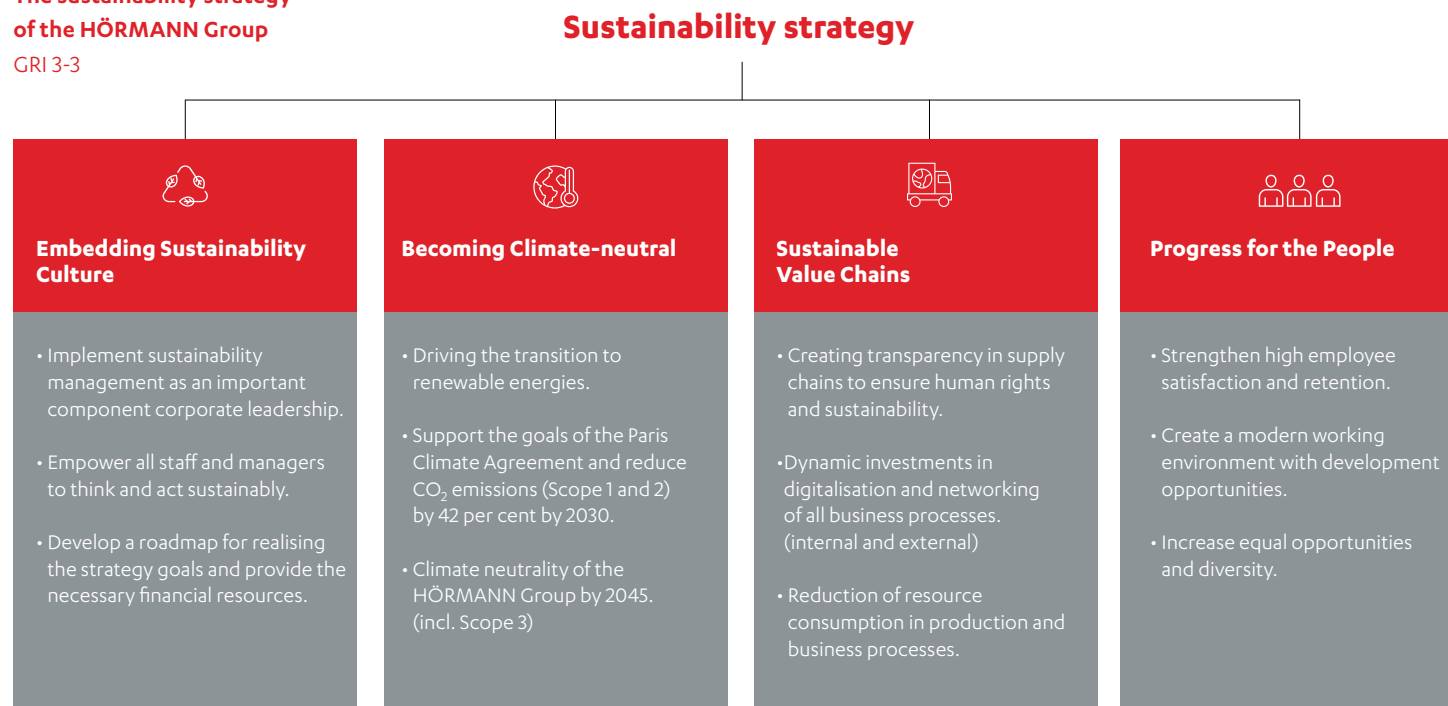 The sustainability strategy
of the HÖRMANN Group
GRI 3-3
Sustainability strategy
Embedding Sustainability
Culture
• Implement sustainability
management as an important
component corporate leadership.
• Empower all staff and managers
to think and act sustainably.
• Develop a roadmap for realising
the strategy goals and provide the
necessary financial resources.
Becoming Climate-neutral
• Driving the transition to
renewable energies.
• Support the goals of the Paris
Climate Agreement and reduce
CO₂ emissions (Scope 1 and 2)
by 42 per cent by 2030.
• Climate neutrality of the
HÖRMANN Group by 2045.
(incl. Scope 3)
Sustainable
Value Chains
• Creating transparency in supply
chains to ensure human rights
and sustainability.
•Dynamic investments in
digitalisation and networking
of all business processes.
(internal and external)
• Reduction of resource
consumption in production and
business processes.
Progress for the People
• Strengthen high employee
satisfaction and retention.
• Create a modern working
environment with development
opportunities.
• Increase equal opportunities
and diversity.